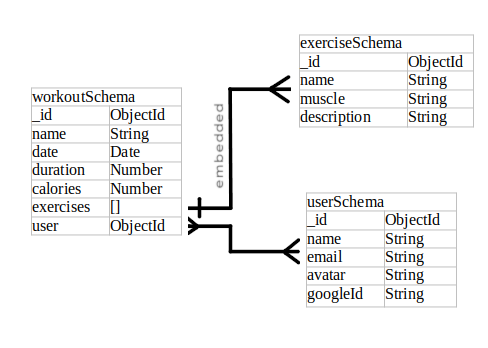 exerciseSchema
_id ObjectId
name String
muscle String
description String
workoutSchema
_id ObjectId
name String
date Date
duration Number
calories Number
exercises []
user ObjectId
embedded
userSchema
_id ObjectId
name String
email String
avatar String
googleId String